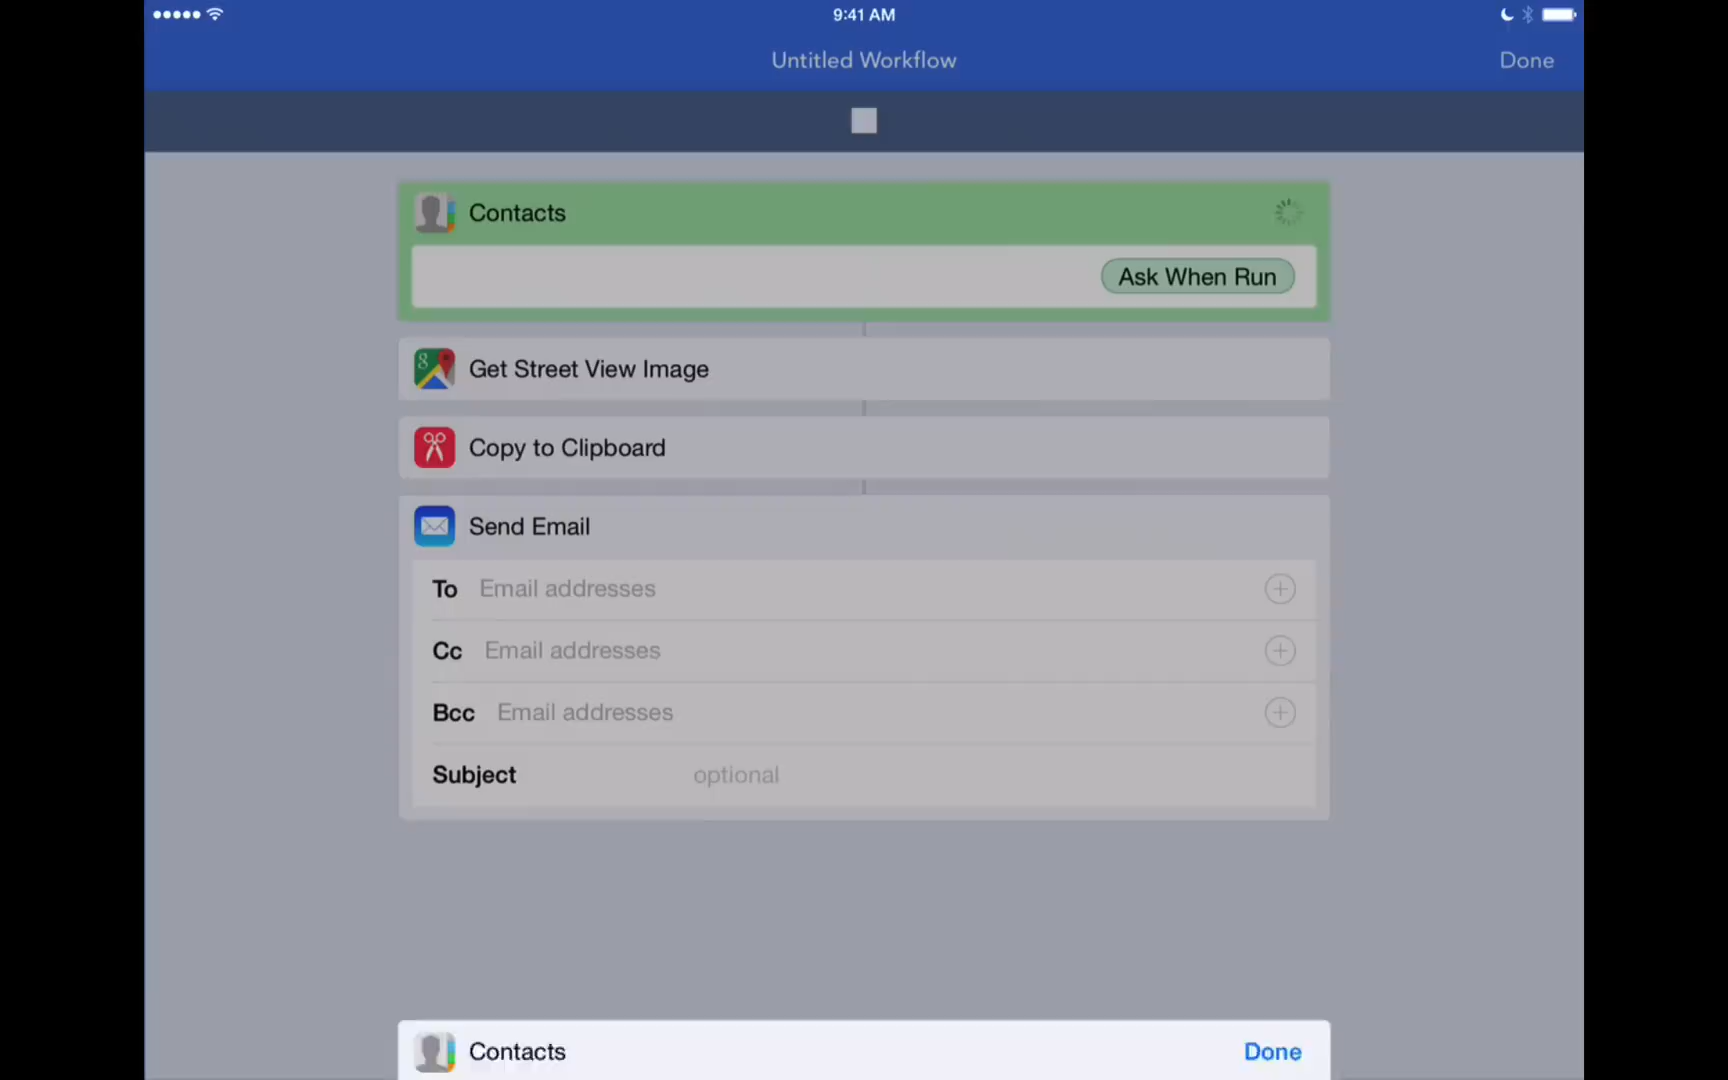 9:41 AM
Untitled Workflow
Done
Contacts
Ask When Run
Get Street View Image
Copy to Clipboard
Send Email
To Email addresses
Cc Email addresses
Bcc Email addresses
Subject optional
Contacts
Done